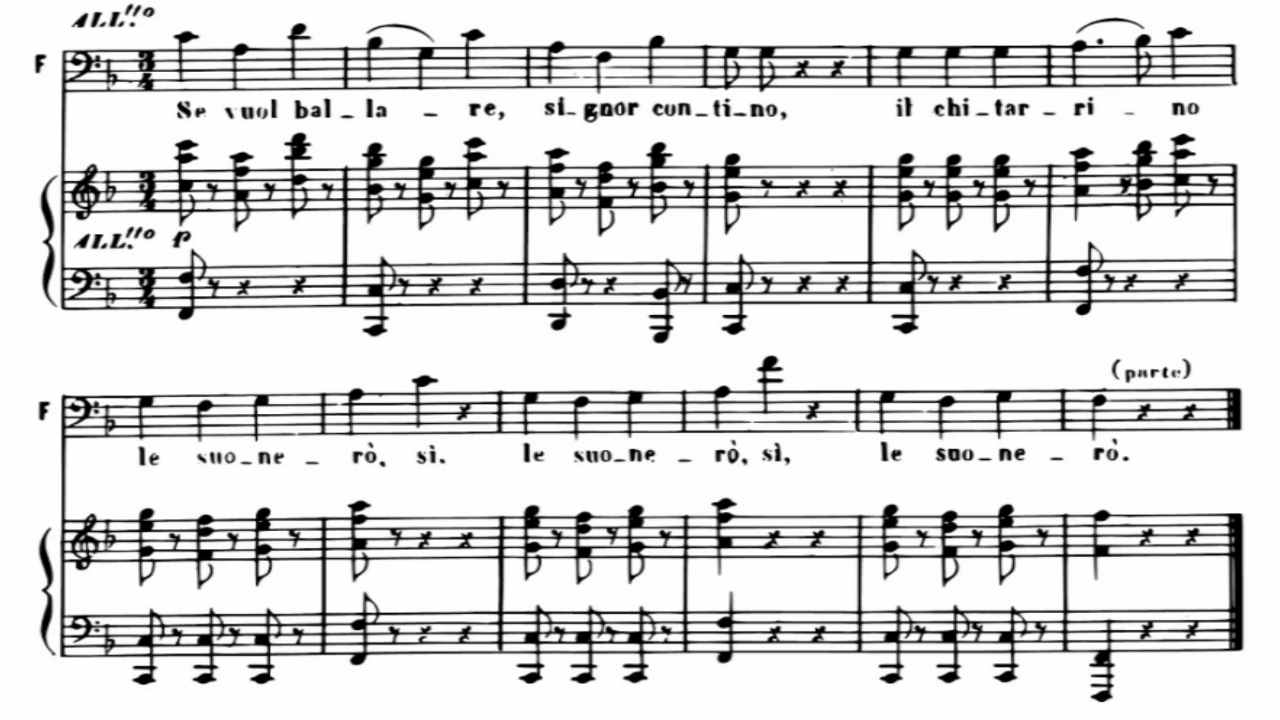 ALL!!º
F
Se vuol bal_la _ re, si_gnor con_ti_no, il chi_tar_ri _ no
ALL!!º p
(parte)
F
le suo_ne _ rò, sì. le suo_ne _ rò, sì, le suo_ne _ rò.